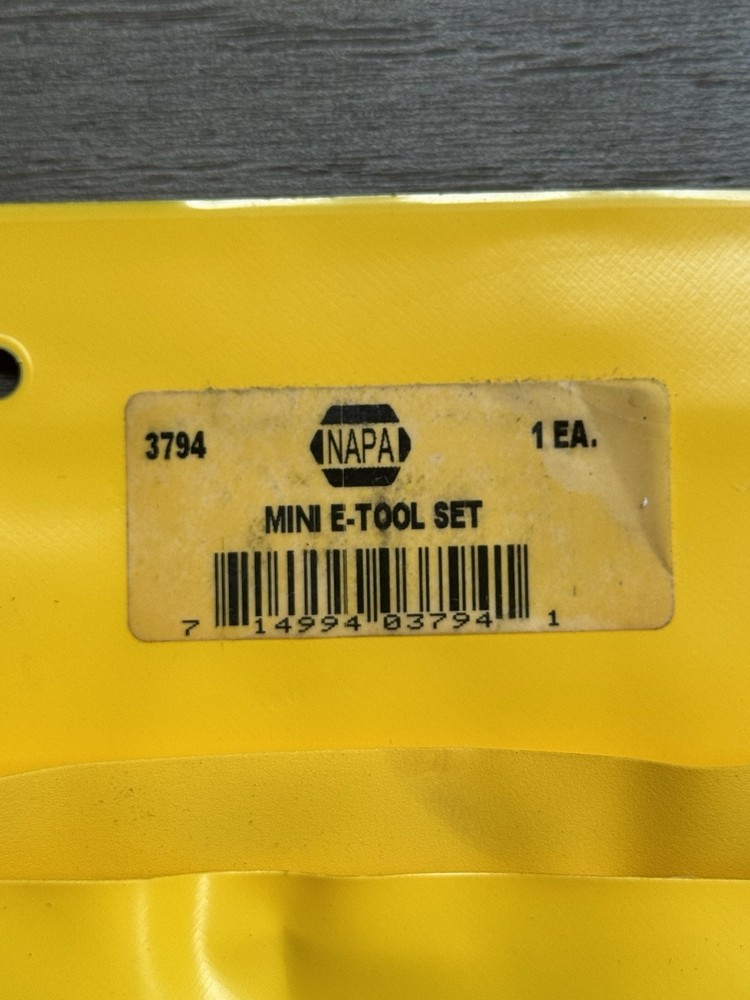 3794 NAPA 1 EA.
MINI E-TOOL SET
7 14994 03794 1